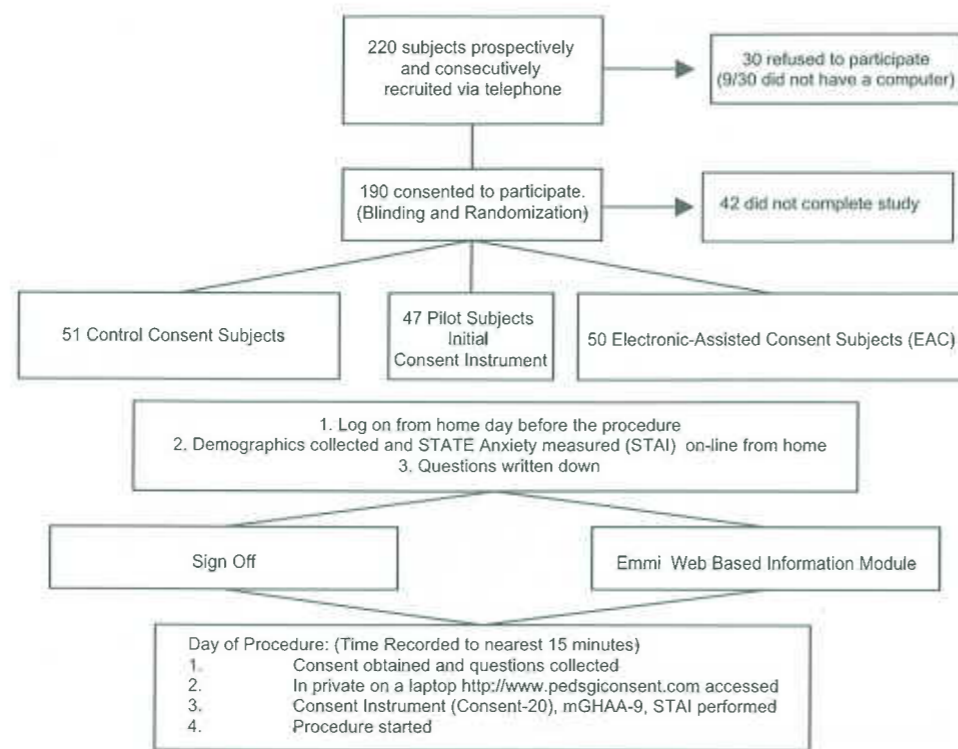 220 subjects prospectively
and consecutively
recruited via telephone
30 refused to participate
(9/30 did not have a computer)
190 consented to participate.
(Blinding and Randomization)
42 did not complete study
51 Control Consent Subjects
47 Pilot Subjects
Initial
Consent Instrument
50 Electronic-Assisted Consent Subjects (EAC)
1. Log on from home day before the procedure
2. Demographics collected and STATE Anxiety measured (STAI) on-line from home
3. Questions written down
Sign Off
Emmi Web Based Information Module
Day of Procedure: (Time Recorded to nearest 15 minutes)
1. Consent obtained and questions collected
2. In private on a laptop http://www.pedsgiconsent.com accessed
3. Consent Instrument (Consent-20), mGHAA-9, STAI performed
4. Procedure started